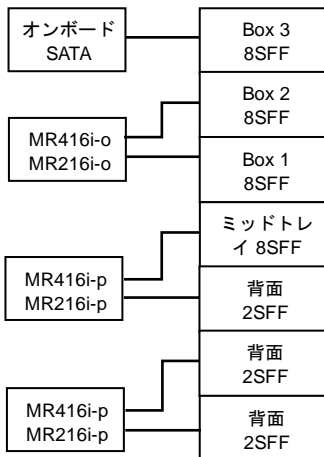 オンボード
SATA
Box 3
8SFF
Box 2
8SFF
MR416i-o
MR216i-o
Box 1
8SFF
ミッドトレ
イ 8SFF
MR416i-p
MR216i-p
背面
2SFF
背面
2SFF
MR416i-p
MR216i-p
背面
2SFF